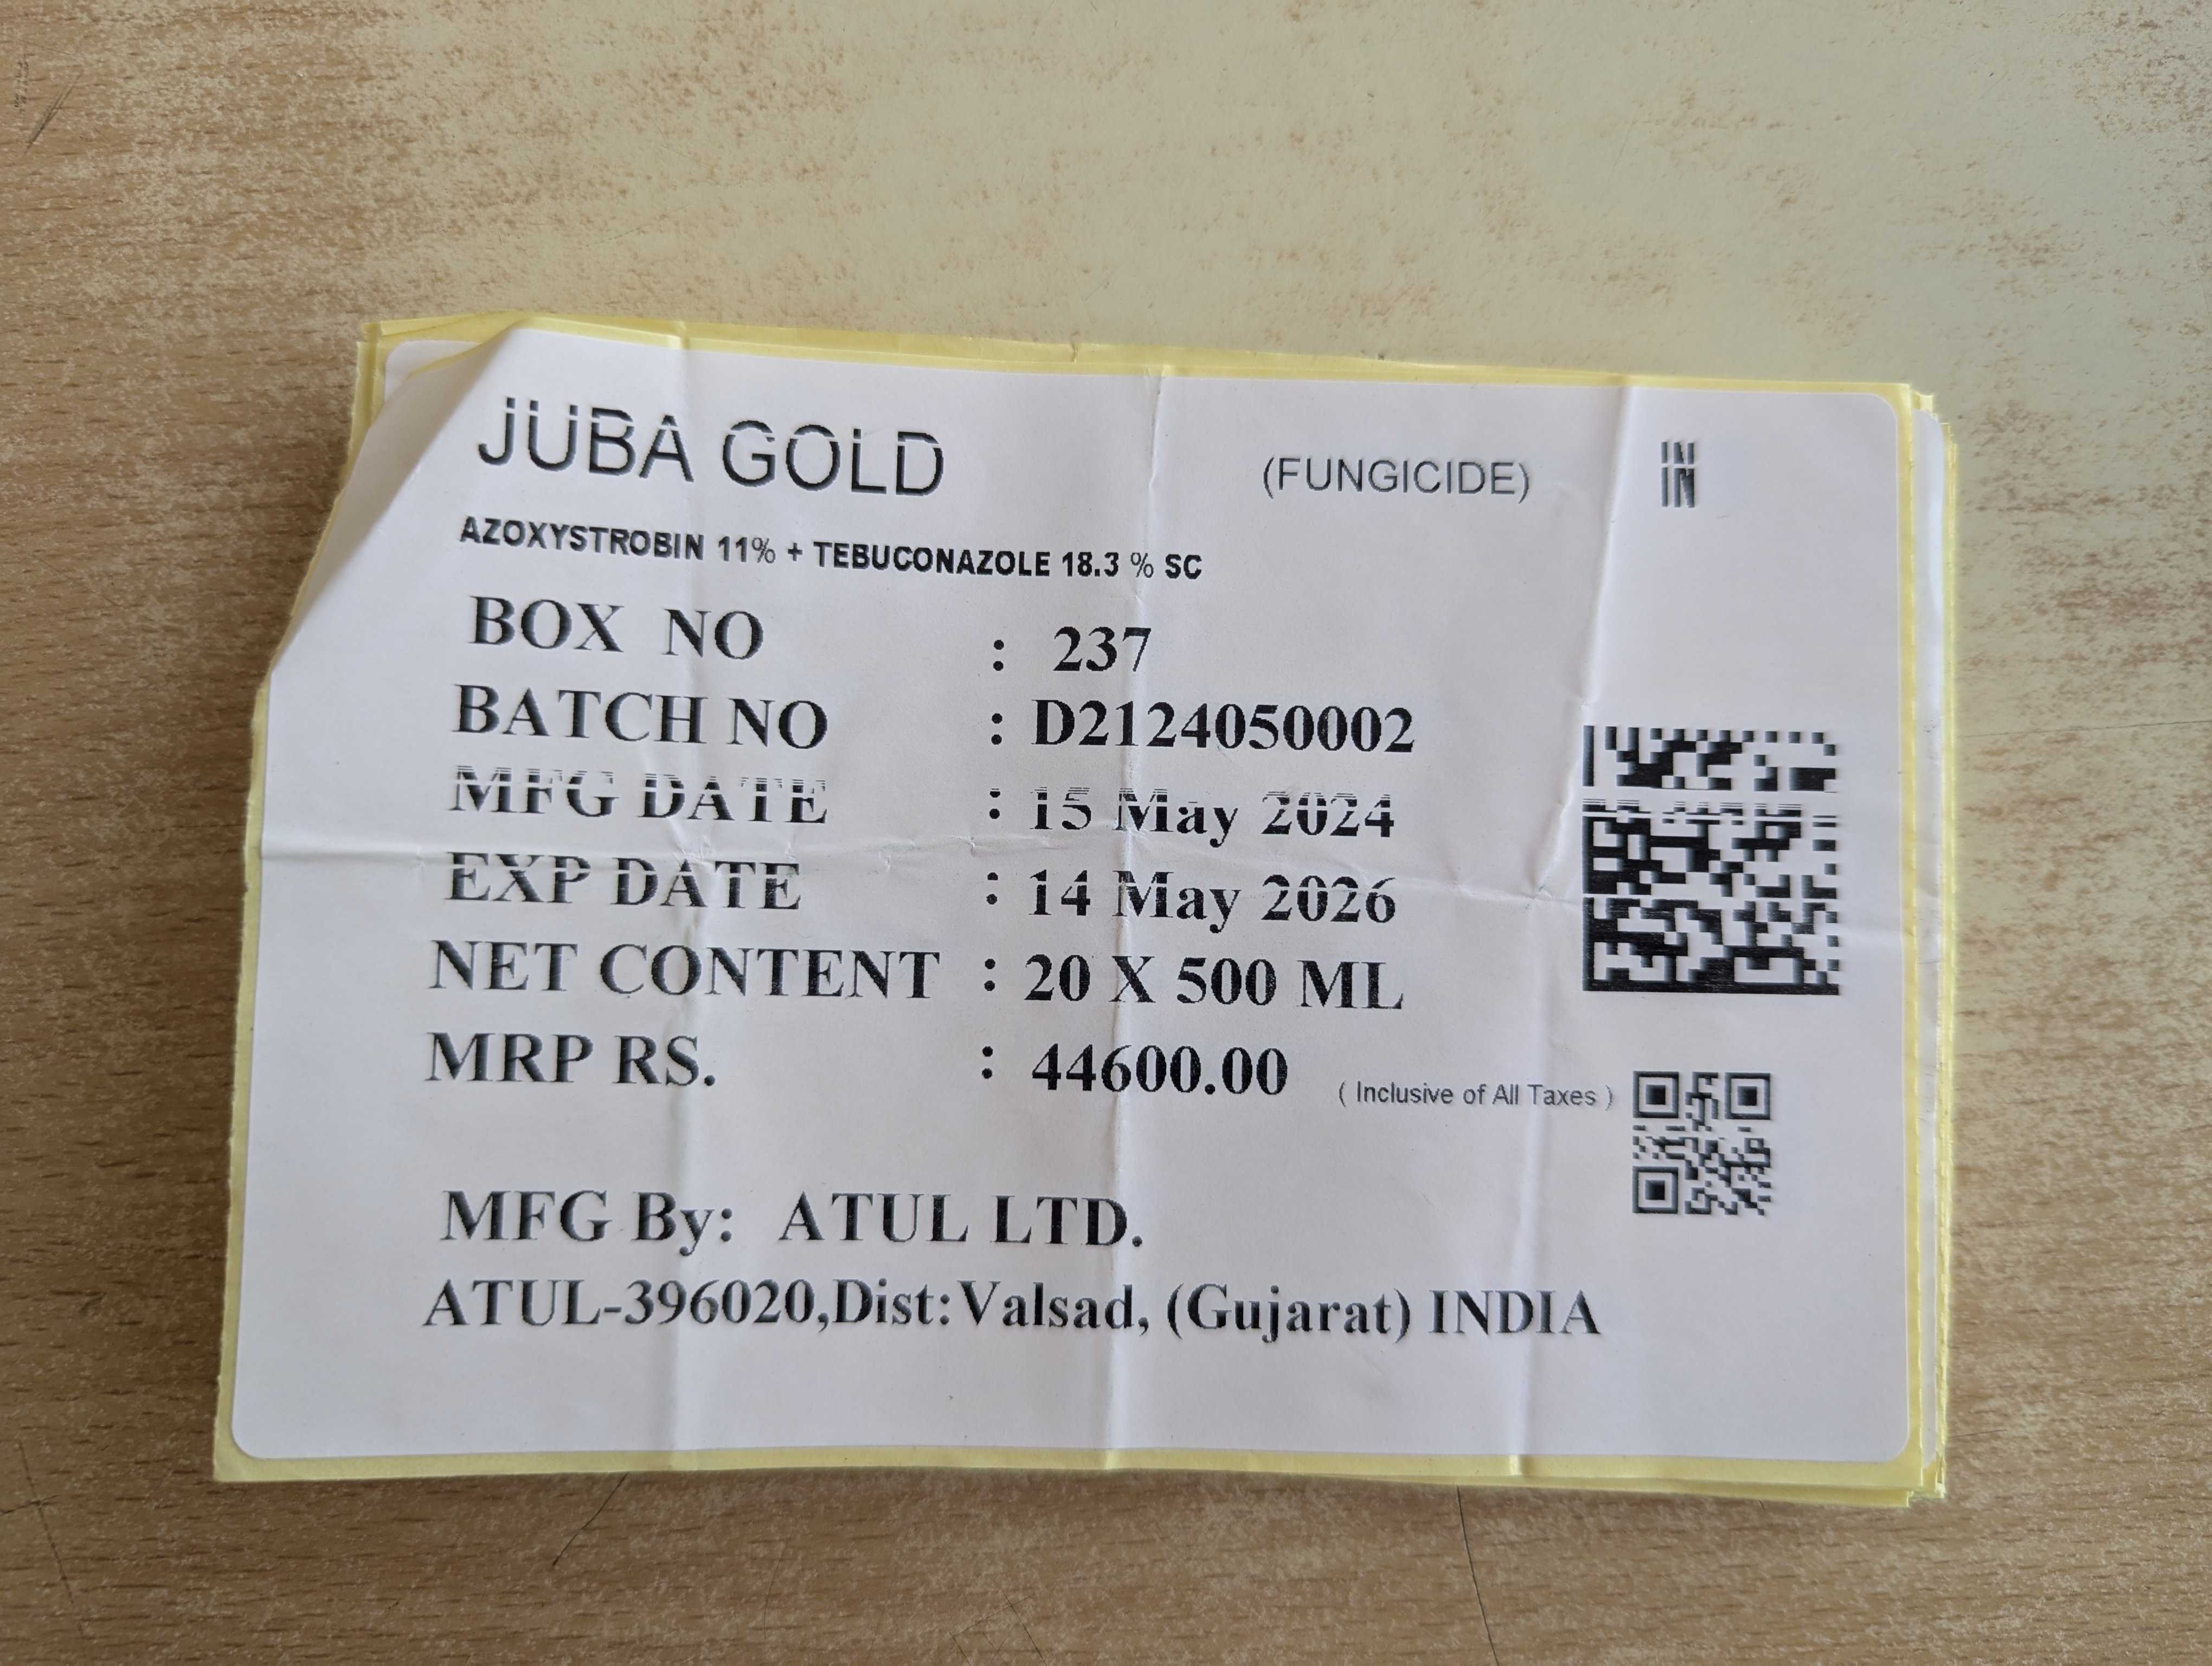 JUBA GOLD (FUNGICIDE) IN
AZOXYSTROBIN 11% + TEBUCONAZOLE 18.3 % SC
BOX NO : 237
BATCH NO : D2124050002
MFG DATE : 15 May 2024
EXP DATE : 14 May 2026
NET CONTENT : 20 X 500 ML
MRP RS. : 44600.00 ( Inclusive of All Taxes )
MFG By: ATUL LTD.
ATUL-396020,Dist:Valsad, (Gujarat) INDIA